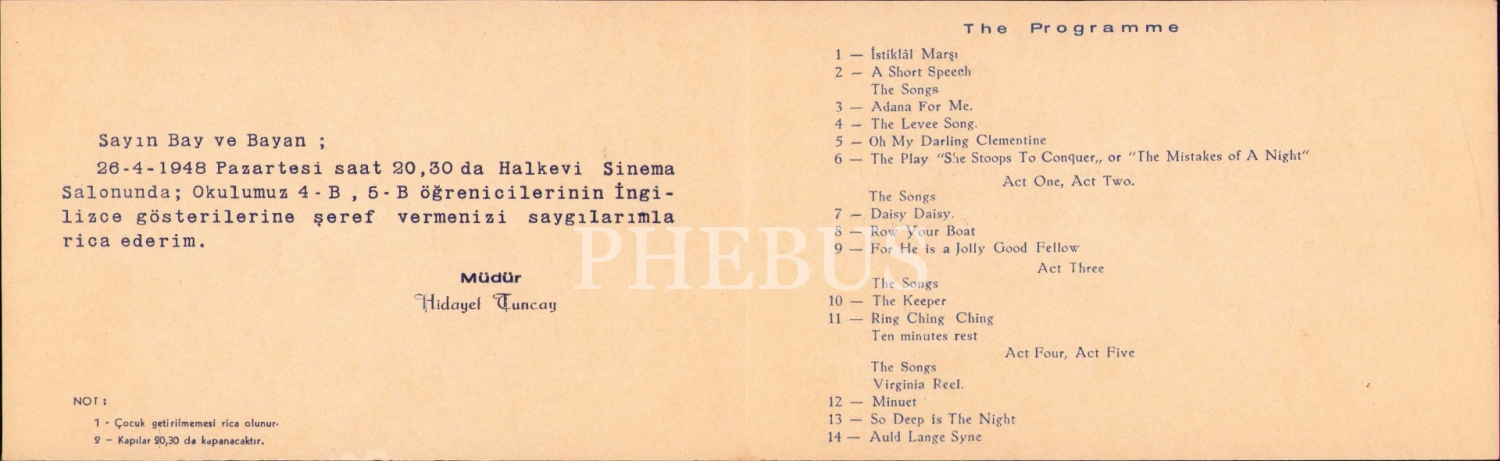 Sayın Bay ve Bayan ;
26-4-1948 Pazartesi saat 20,30 da Halkevi Sinema
Salonunda; Okulumuz 4-B , 5-B öğrenicilerinin İngi-
lizce gösterilerine şeref vermenizi saygılarımla
rica ederim.
Müdür
Hidayet Tuncay
NOT :
1 - Çocuk getirilmemesi rica olunur.
2 - Kapılar 20,30 da kapanacaktır.
The Programme
1 — İstiklâl Marşı
2 — A Short Speech
The Songs
3 — Adana For Me.
4 — The Levee Song.
5 — Oh My Darling Clementine
6 — The Play "She Stoops To Conquer,, or "The Mistakes of A Night"
Act One, Act Two.
The Songs
7 — Daisy Daisy.
8 — Row Your Boat
9 — For He is a Jolly Good Fellow
Act Three
The Songs
10 — The Keeper
11 — Ring Ching Ching
Ten minutes rest
Act Four, Act Five
The Songs
Virginia Reel.
12 — Minuet
13 — So Deep is The Night
14 — Auld Lange Syne
PHEBUS